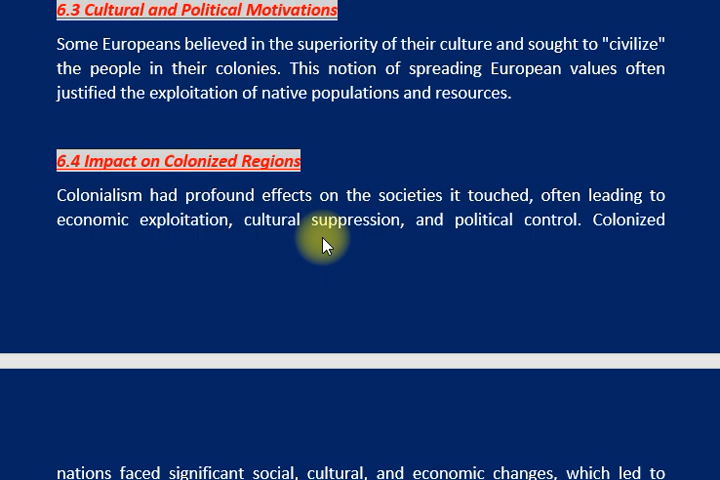 6.3 Cultural and Political Motivations
Some Europeans believed in the superiority of their culture and sought to "civilize"
the people in their colonies. This notion of spreading European values often
justified the exploitation of native populations and resources.
6.4 Impact on Colonized Regions
Colonialism had profound effects on the societies it touched, often leading to
economic exploitation, cultural suppression, and political control. Colonized
nations faced significant social, cultural, and economic changes, which led to